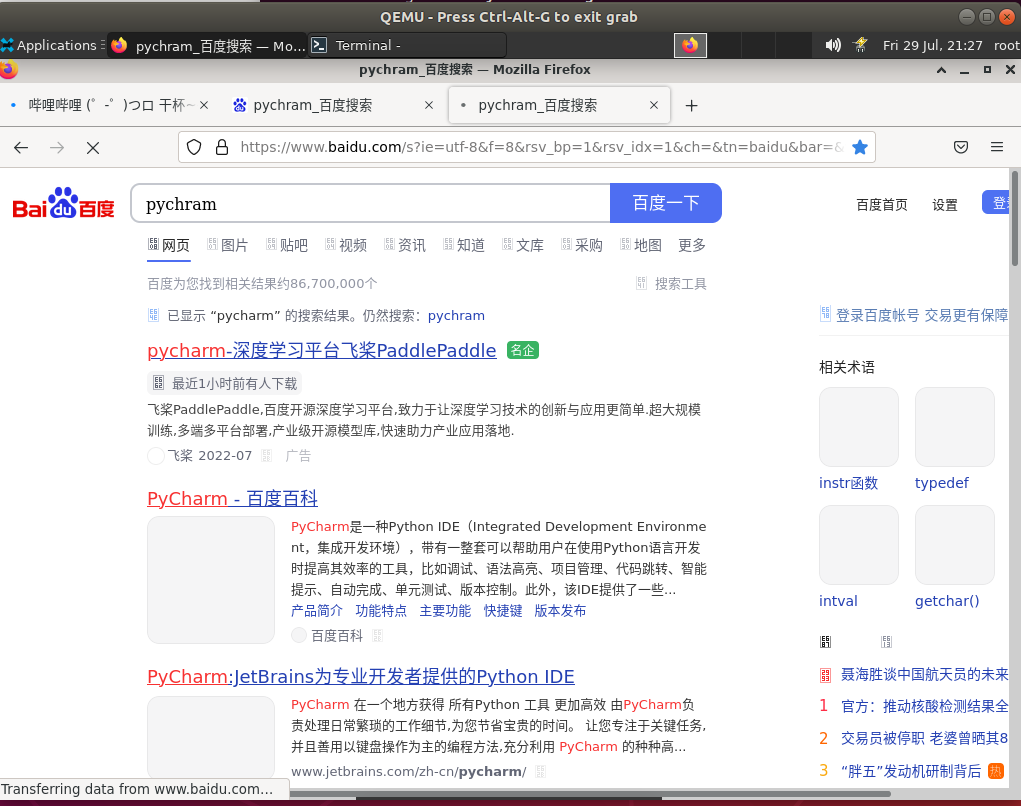 QEMU - Press Ctrl-Alt-G to exit grab
Applications
pychram_百度搜索 — Mo...
Terminal -
Fri 29 Jul, 21:27
root
pychram_百度搜索 — Mozilla Firefox
哔哩哔哩 (゜-゜)つロ 干杯~
pychram_百度搜索
pychram_百度搜索
https://www.baidu.com/s?ie=utf-8&f=8&rsv_bp=1&rsv_idx=1&ch=&tn=baidu&bar=&
Bai du 百度
pychram
百度一下
百度首页
设置
网页
图片
贴吧
视频
资讯
知道
文库
采购
地图
更多
百度为您找到相关结果约86,700,000个
搜索工具
已显示 “pycharm” 的搜索结果。仍然搜索：pychram
登录百度帐号 交易更有保障
pycharm-深度学习平台飞桨PaddlePaddle
名企
最近1小时前有人下载
飞桨PaddlePaddle,百度开源深度学习平台,致力于让深度学习技术的创新与应用更简单.超大规模
训练,多端多平台部署,产业级开源模型库,快速助力产业应用落地.
飞桨 2022-07
广告
PyCharm - 百度百科
PyCharm是一种Python IDE（Integrated Development Environme
nt，集成开发环境），带有一整套可以帮助用户在使用Python语言开发
时提高其效率的工具，比如调试、语法高亮、项目管理、代码跳转、智能
提示、自动完成、单元测试、版本控制。此外，该IDE提供了一些...
产品简介 功能特点 主要功能 快捷键 版本发布
百度百科
PyCharm:JetBrains为专业开发者提供的Python IDE
PyCharm 在一个地方获得 所有Python 工具 更加高效 由PyCharm负
责处理日常繁琐的工作细节,为您节省宝贵的时间。 让您专注于关键任务,
并且善用以键盘操作为主的编程方法,充分利用 PyCharm 的种种高...
www.jetbrains.com/zh-cn/pycharm/
相关术语
instr函数
typedef
intval
getchar()
聂海胜谈中国航天员的未来
1 官方：推动核酸检测结果全
2 交易员被停职 老婆曾晒其8
3 “胖五”发动机研制背后 热
Transferring data from www.baidu.com...